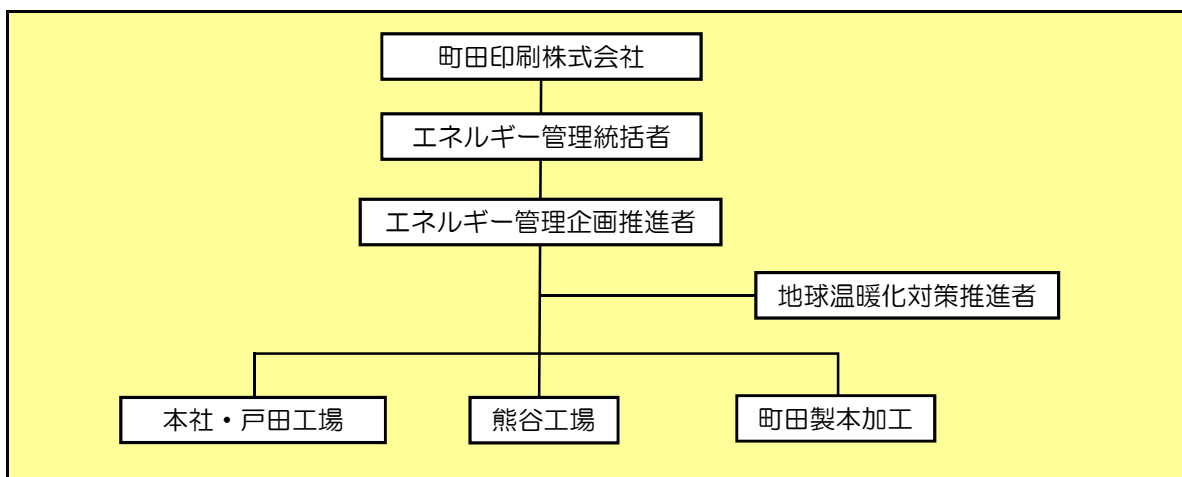 町田印刷株式会社
エネルギー管理統括者
エネルギー管理企画推進者
地球温暖化対策推進者
本社・戸田工場
熊谷工場
町田製本加工